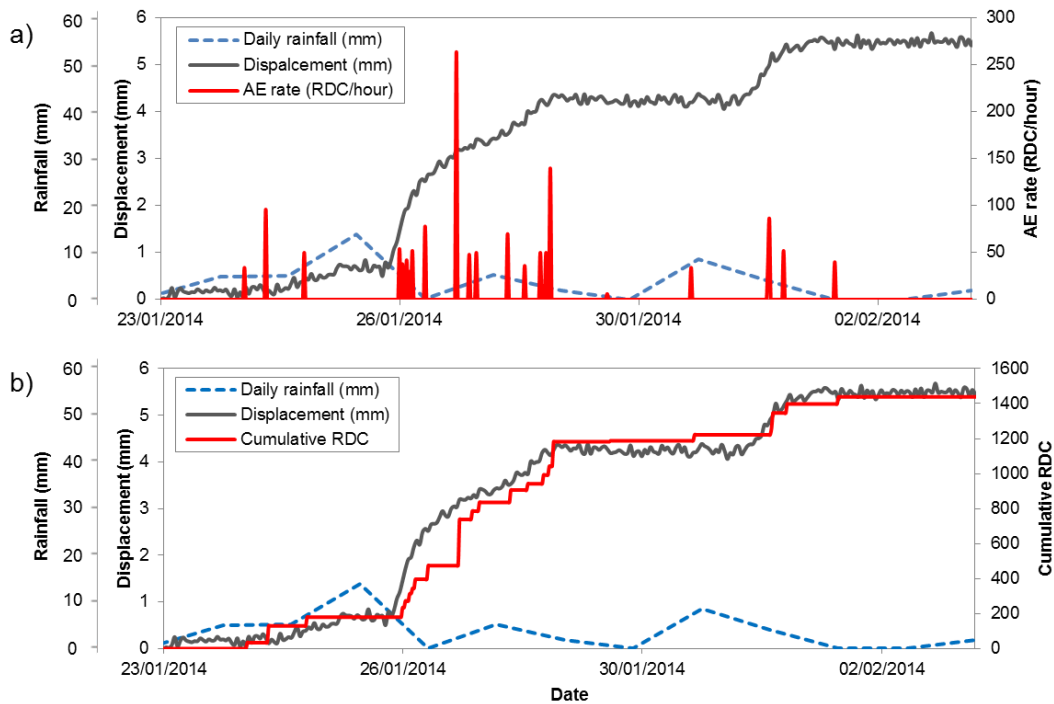 a)
Daily rainfall (mm)
Dispalcement (mm)
AE rate (RDC/hour)
Rainfall (mm)
60
50
40
30
20
10
0
Displacement (mm)
6
5
4
3
2
1
0
AE rate (RDC/hour)
300
250
200
150
100
50
0
23/01/2014 26/01/2014 30/01/2014 02/02/2014
b)
Daily rainfall (mm)
Displacement (mm)
Cumulative RDC
Rainfall (mm)
60
50
40
30
20
10
0
Displacement (mm)
6
5
4
3
2
1
0
Cumulative RDC
1600
1400
1200
1000
800
600
400
200
0
23/01/2014 26/01/2014 30/01/2014 02/02/2014
Date